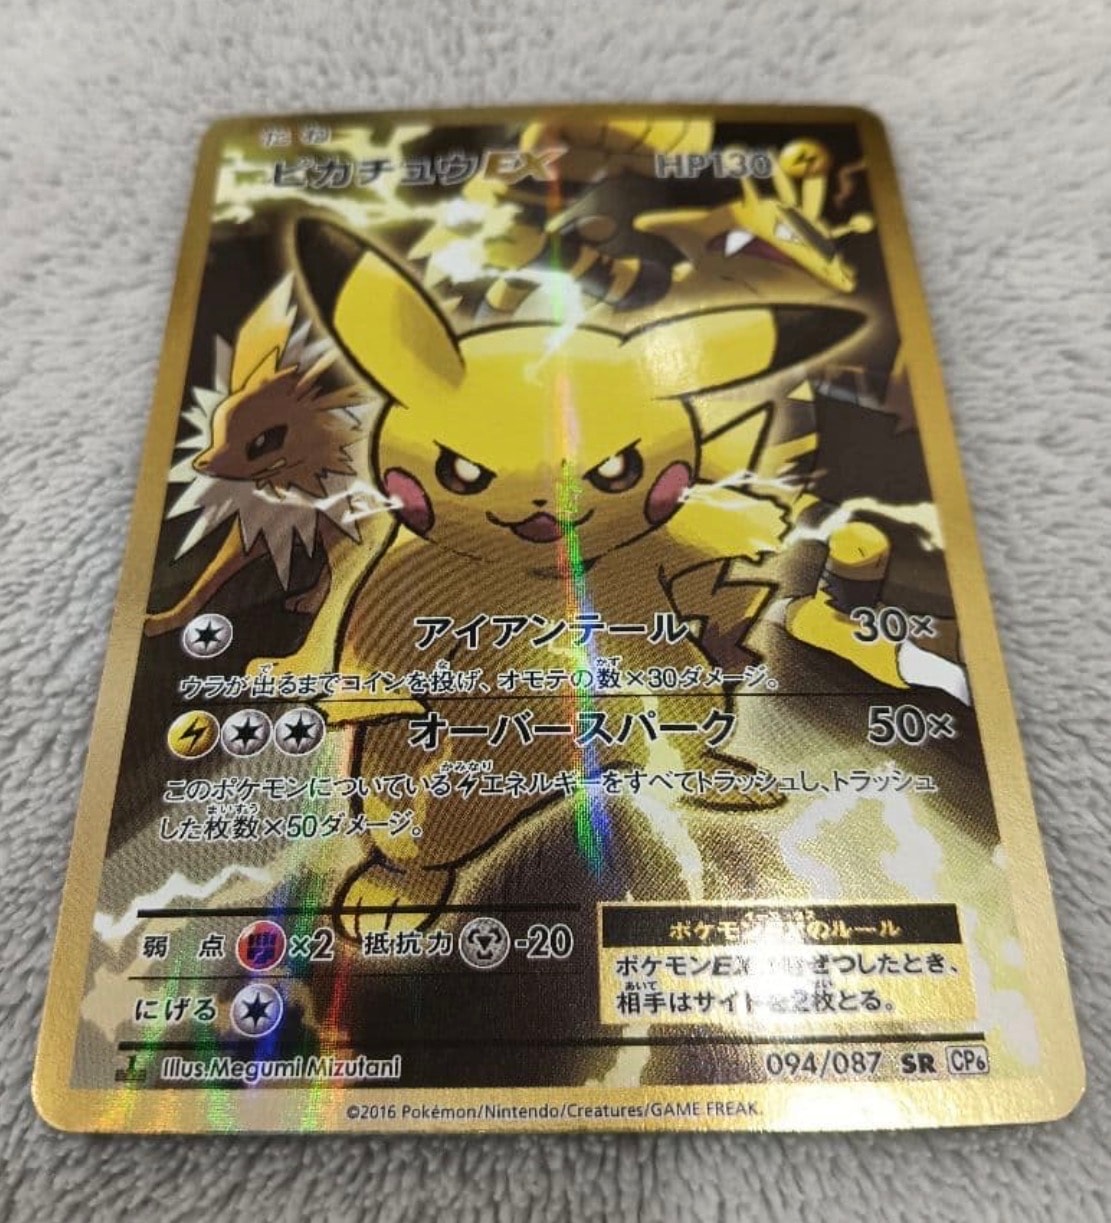 たね
ピカチュウEX HP130
アイアンテール 30×
ウラが出るまでコインを投げ、オモテの数×30ダメージ。
オーバースパーク 50×
このポケモンについているエネルギーをすべてトラッシュし、トラッシュ
した枚数×50ダメージ。
弱点 ×2 抵抗力 -20
ポケモンのルール
ポケモンEXがきぜつしたとき、
相手はサイドを2枚とる。
にげる
Illus.Megumi Mizutani
094/087 SR CP6
©2016 Pokémon/Nintendo/Creatures/GAME FREAK.